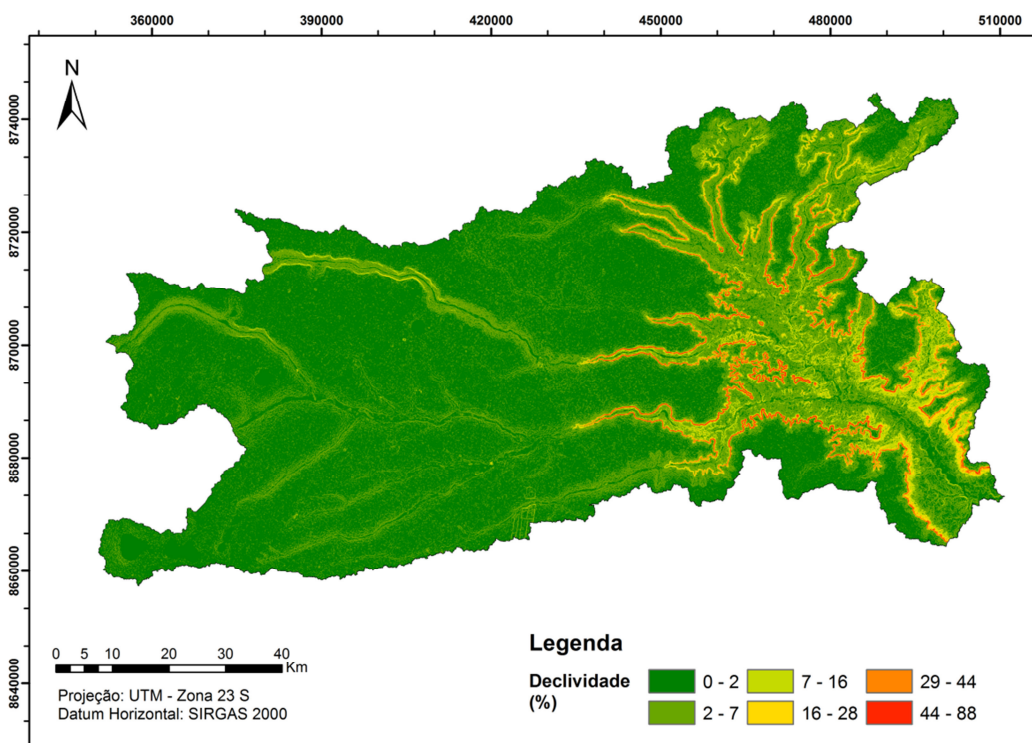 360000 390000 420000 450000 480000 510000
N
8740000
8720000
8700000
8680000
8660000
8640000
0 5 10 20 30 40 Km
Projeção: UTM - Zona 23 S
Datum Horizontal: SIRGAS 2000
Legenda
Declividade (%)
0 - 2
2 - 7
7 - 16
16 - 28
29 - 44
44 - 88